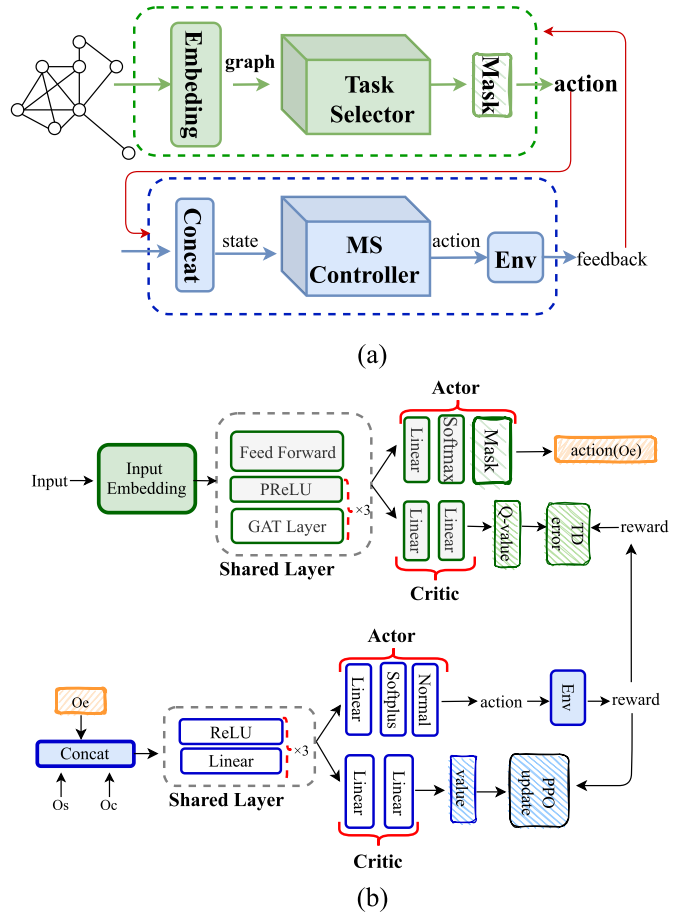 Embeding
graph
Task
Selector
Mask
action
Concat
state
MS
Controller
action
Env
feedback
(a)
Actor
Linear
Softmax
Mask
action(Oe)
Input
Input
Embedding
Feed Forward
PReLU
GAT Layer
×3
Shared Layer
Linear
Linear
Q-value
TD
error
reward
Critic
Actor
Linear
Softplus
Normal
action
Env
reward
Oe
Concat
Os
Oc
ReLU
Linear
×3
Shared Layer
Linear
Linear
value
PPO
update
Critic
(b)